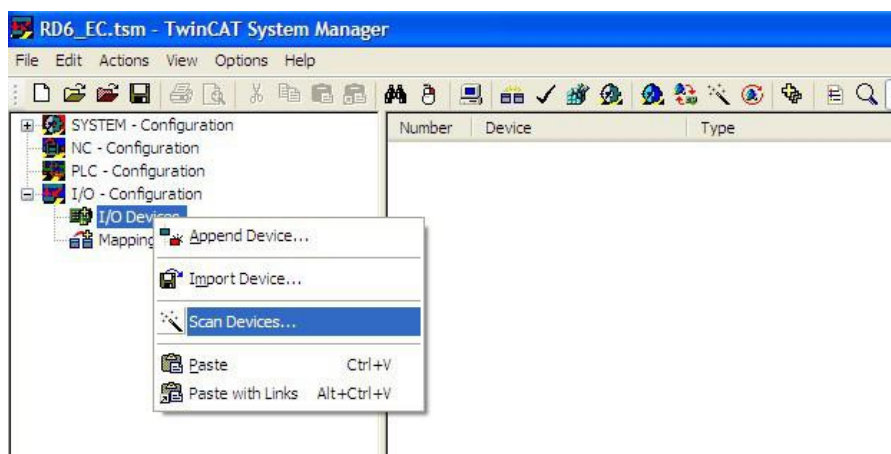 RD6_EC.tsm - TwinCAT System Manager
File Edit Actions View Options Help
SYSTEM - Configuration
NC - Configuration
PLC - Configuration
I/O - Configuration
I/O Devices
Mapping
Number Device Type
Append Device...
Import Device...
Scan Devices...
Paste Ctrl+V
Paste with Links Alt+Ctrl+V